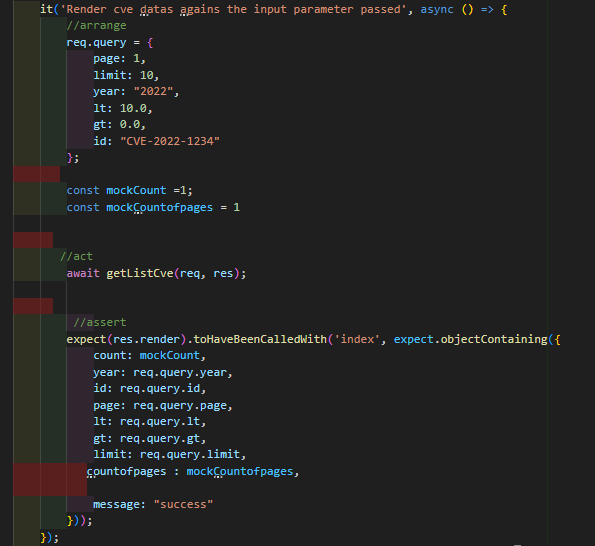 it('Render cve datas agains the input parameter passed', async () => {
//arrange
req.query = {
page: 1,
limit: 10,
year: "2022",
lt: 10.0,
gt: 0.0,
id: "CVE-2022-1234"
};
const mockCount =1;
const mockCountofpages = 1
//act
await getListCve(req, res);
//assert
expect(res.render).toHaveBeenCalledWith('index', expect.objectContaining({
count: mockCount,
year: req.query.year,
id: req.query.id,
page: req.query.page,
lt: req.query.lt,
gt: req.query.gt,
limit: req.query.limit,
countofpages : mockCountofpages,
message: "success"
}));
});